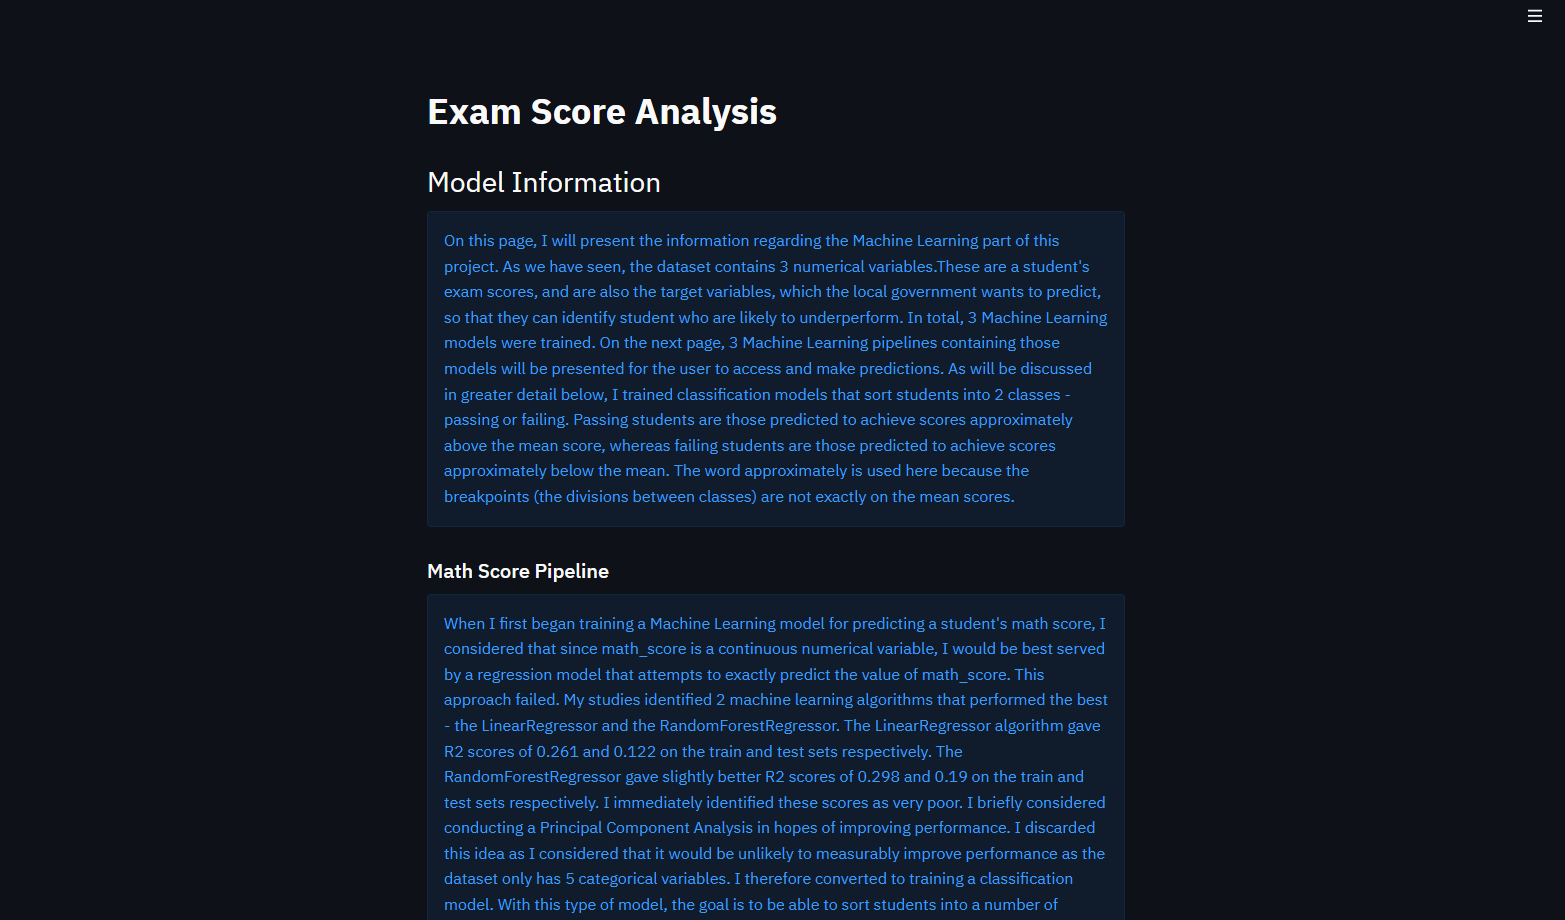 Exam Score Analysis
Model Information
On this page, I will present the information regarding the Machine Learning part of this
project. As we have seen, the dataset contains 3 numerical variables.These are a student's
exam scores, and are also the target variables, which the local government wants to predict,
so that they can identify student who are likely to underperform. In total, 3 Machine Learning
models were trained. On the next page, 3 Machine Learning pipelines containing those
models will be presented for the user to access and make predictions. As will be discussed
in greater detail below, I trained classification models that sort students into 2 classes -
passing or failing. Passing students are those predicted to achieve scores approximately
above the mean score, whereas failing students are those predicted to achieve scores
approximately below the mean. The word approximately is used here because the
breakpoints (the divisions between classes) are not exactly on the mean scores.
Math Score Pipeline
When I first began training a Machine Learning model for predicting a student's math score, I
considered that since math_score is a continuous numerical variable, I would be best served
by a regression model that attempts to exactly predict the value of math_score. This
approach failed. My studies identified 2 machine learning algorithms that performed the best
- the LinearRegressor and the RandomForestRegressor. The LinearRegressor algorithm gave
R2 scores of 0.261 and 0.122 on the train and test sets respectively. The
RandomForestRegressor gave slightly better R2 scores of 0.298 and 0.19 on the train and
test sets respectively. I immediately identified these scores as very poor. I briefly considered
conducting a Principal Component Analysis in hopes of improving performance. I discarded
this idea as I considered that it would be unlikely to measurably improve performance as the
dataset only has 5 categorical variables. I therefore converted to training a classification
model. With this type of model, the goal is to be able to sort students into a number of